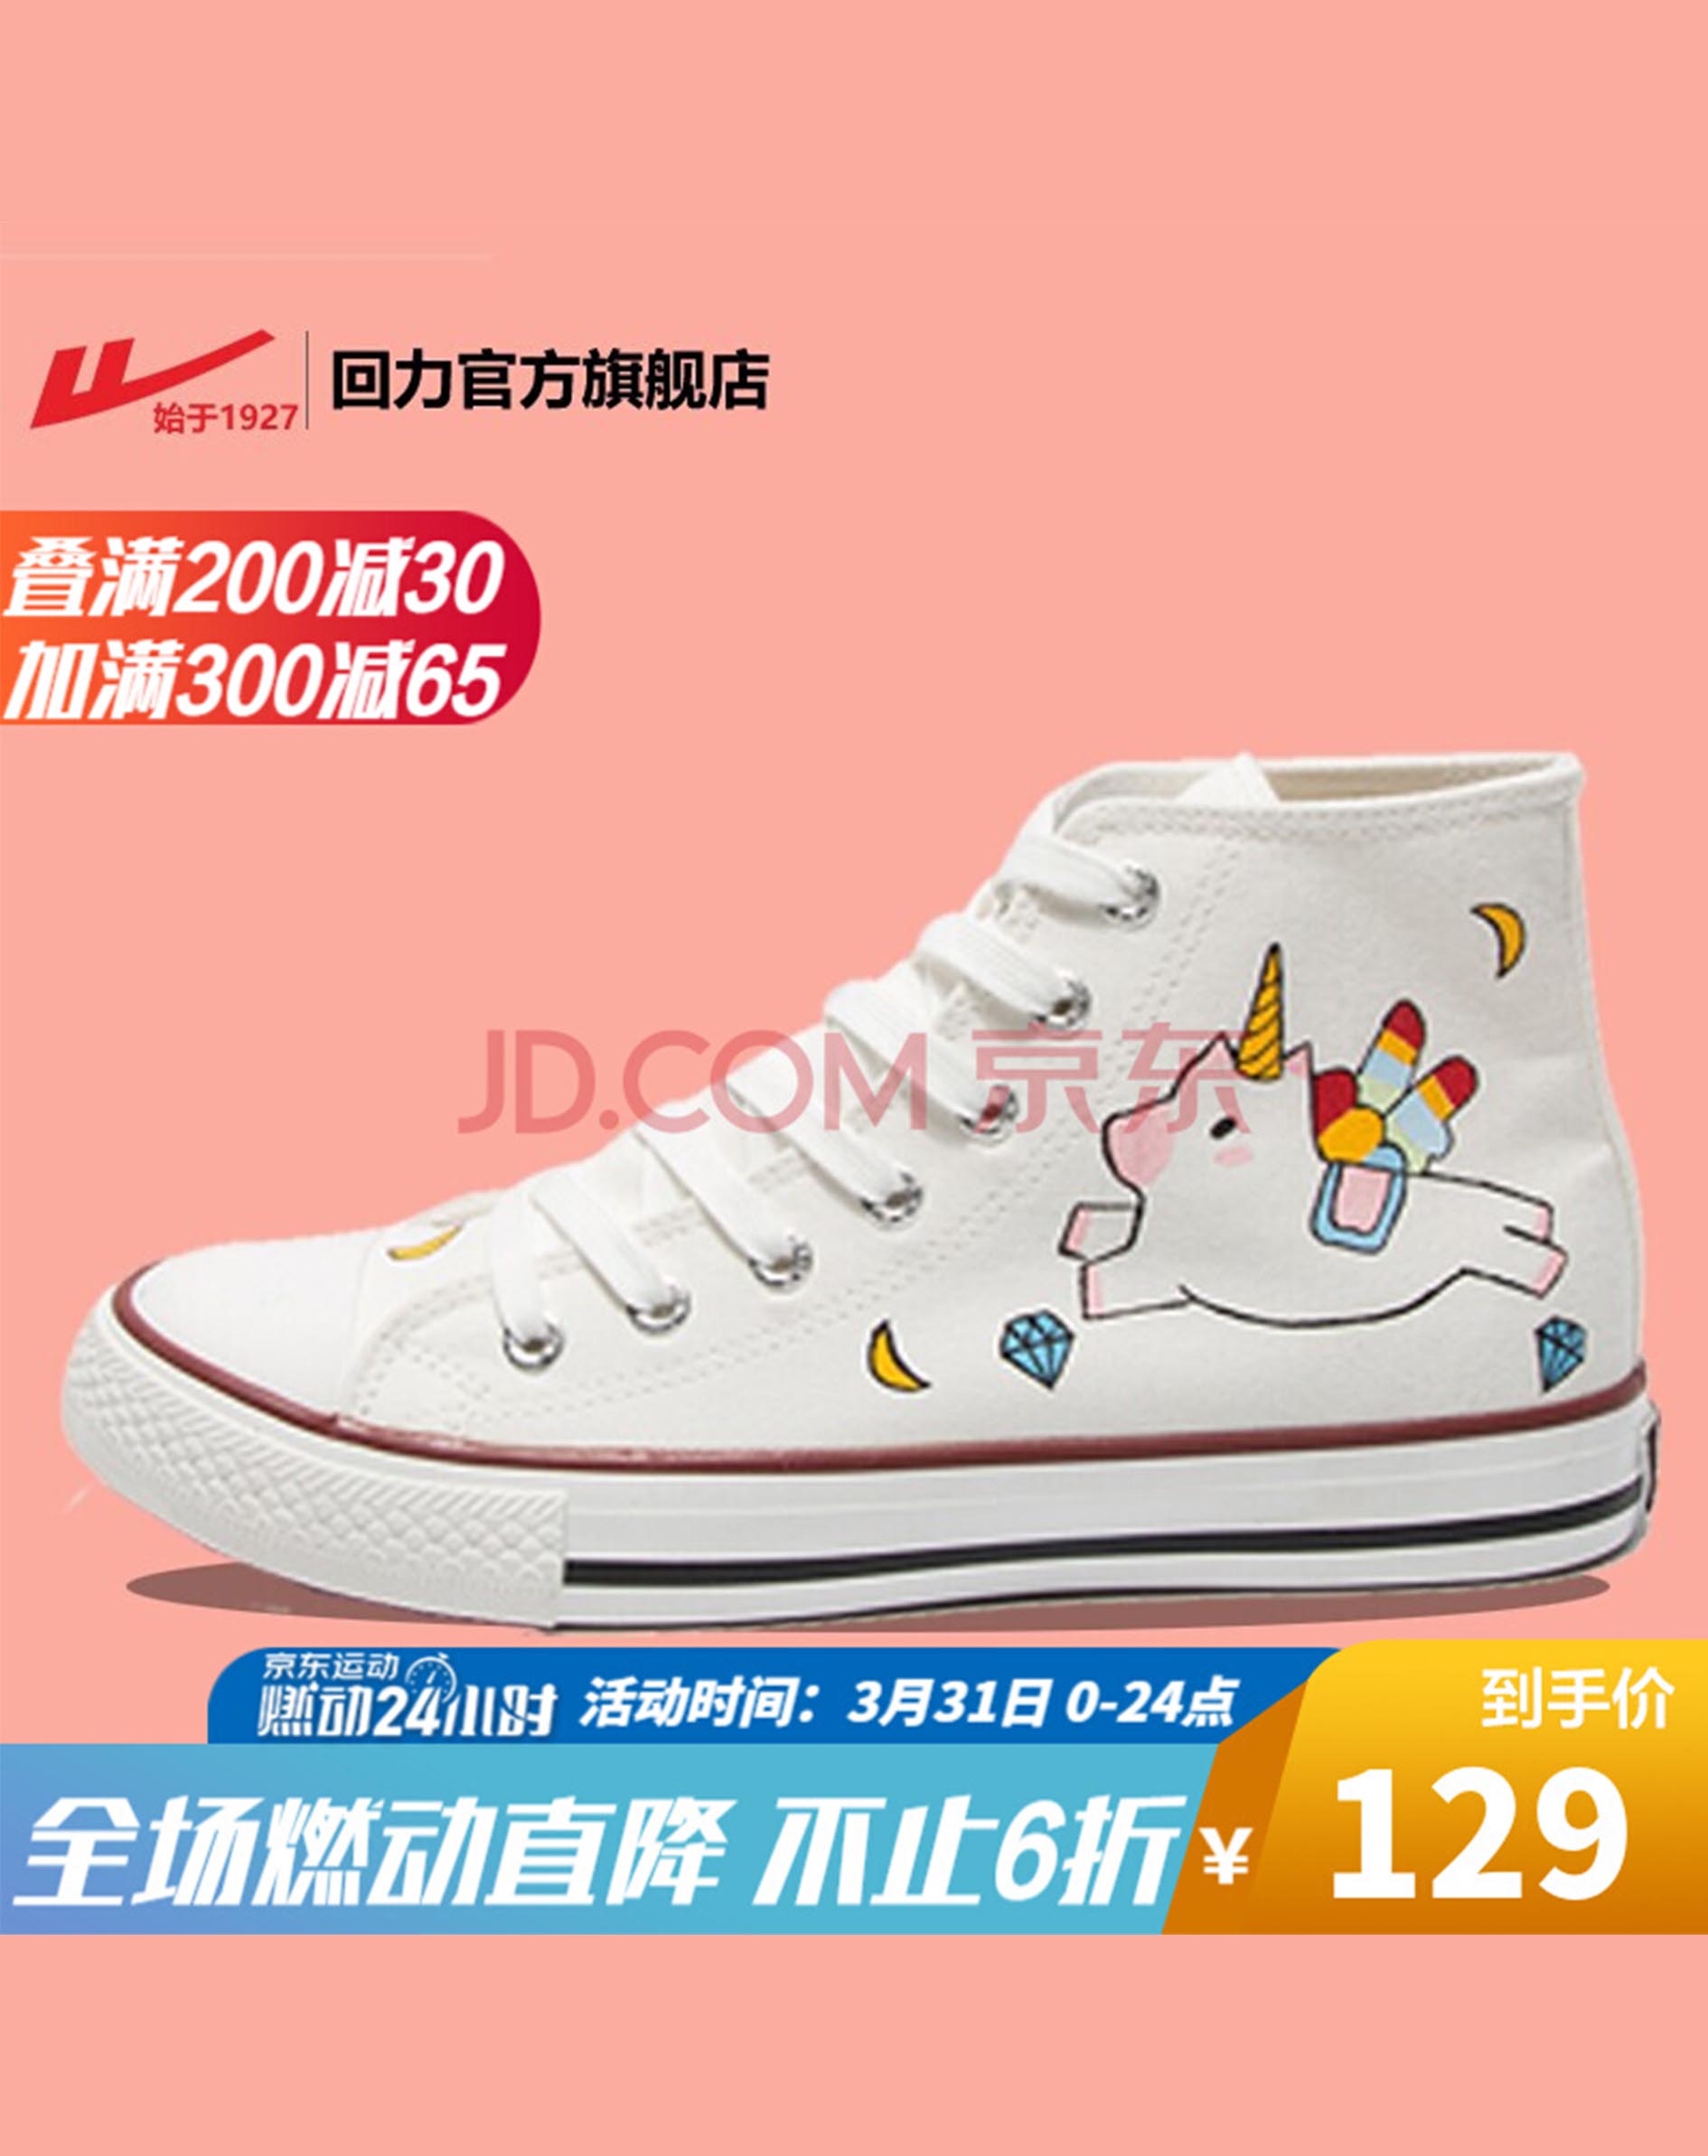 始于1927
回力官方旗舰店
叠满200减30
加满300减65
JD.COM 京东
京东运动
燃动24小时
活动时间：3月31日 0-24点
到手价
全场燃动直降 不止6折
¥129